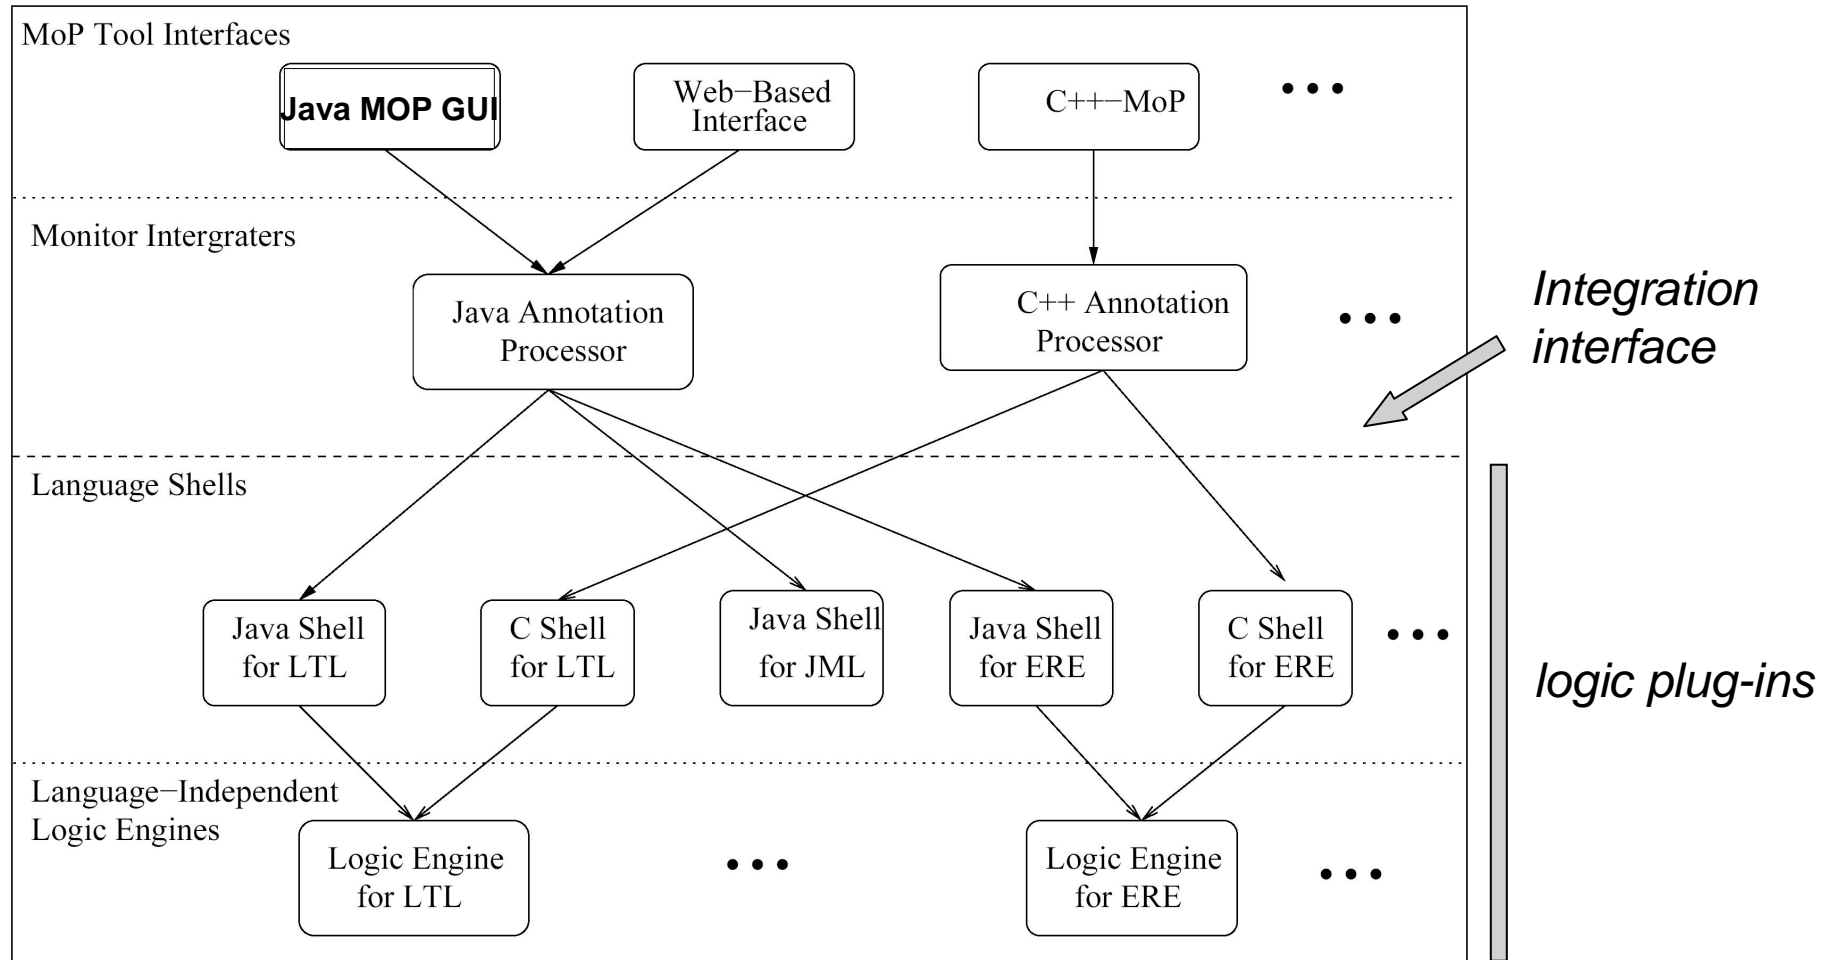 MoP Tool Interfaces
Java MOP GUI
Web−Based
Interface
C++−MoP
•••
Monitor Intergraters
Java Annotation
Processor
C++ Annotation
Processor
•••
Integration
interface
Language Shells
Java Shell
for LTL
C Shell
for LTL
Java Shell
for JML
Java Shell
for ERE
C Shell
for ERE
•••
logic plug-ins
Language−Independent
Logic Engines
Logic Engine
for LTL
•••
Logic Engine
for ERE
•••